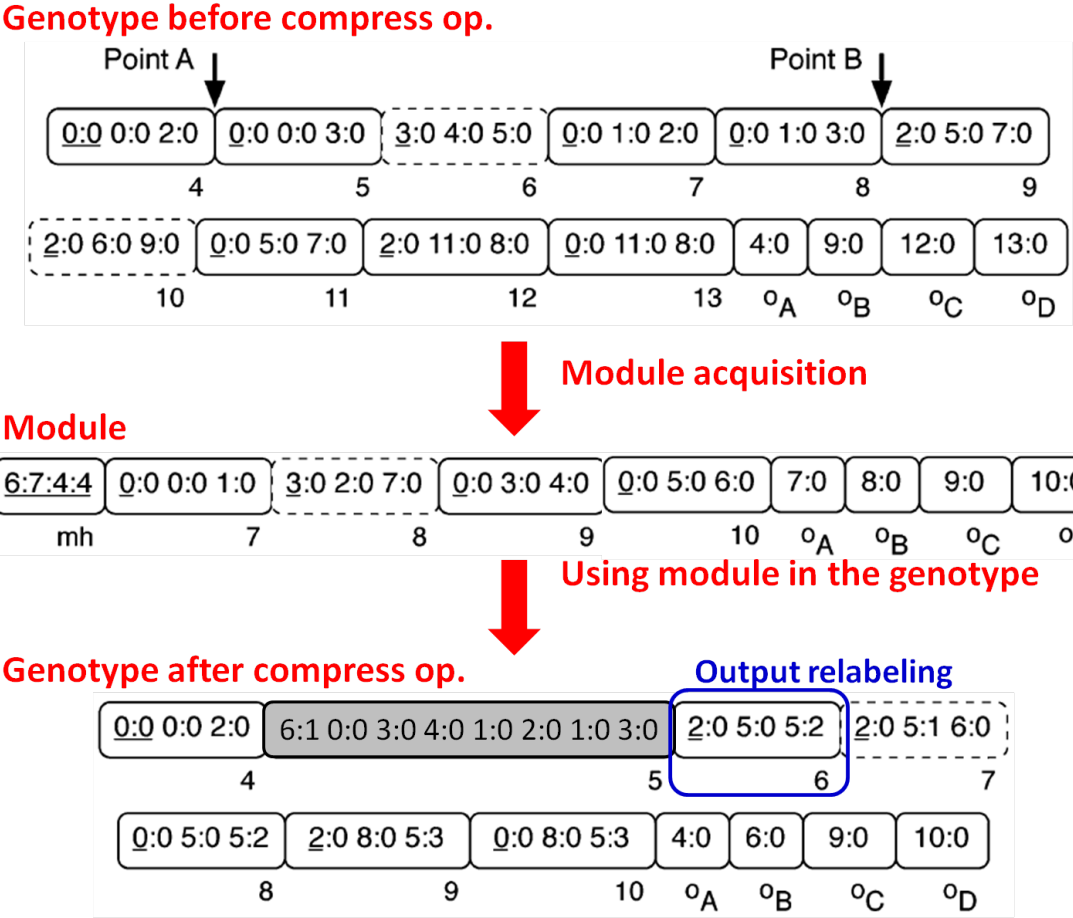 Genotype before compress op.
Point A Point B
0:0 0:0 2:0 0:0 0:0 3:0 3:0 4:0 5:0 0:0 1:0 2:0 0:0 1:0 3:0 2:0 5:0 7:0
4 5 6 7 8 9
2:0 6:0 9:0 0:0 5:0 7:0 2:0 11:0 8:0 0:0 11:0 8:0 4:0 9:0 12:0 13:0
10 11 12 13 oA oB oC oD
Module acquisition
Module
6:7:4:4 0:0 0:0 1:0 3:0 2:0 7:0 0:0 3:0 4:0 0:0 5:0 6:0 7:0 8:0 9:0 10:0
mh 7 8 9 10 oA oB oC o
Using module in the genotype
Genotype after compress op.
Output relabeling
0:0 0:0 2:0 6:1 0:0 3:0 4:0 1:0 2:0 1:0 3:0 2:0 5:0 5:2 2:0 5:1 6:0
4 5 6 7
0:0 5:0 5:2 2:0 8:0 5:3 0:0 8:0 5:3 4:0 6:0 9:0 10:0
8 9 10 oA oB oC oD